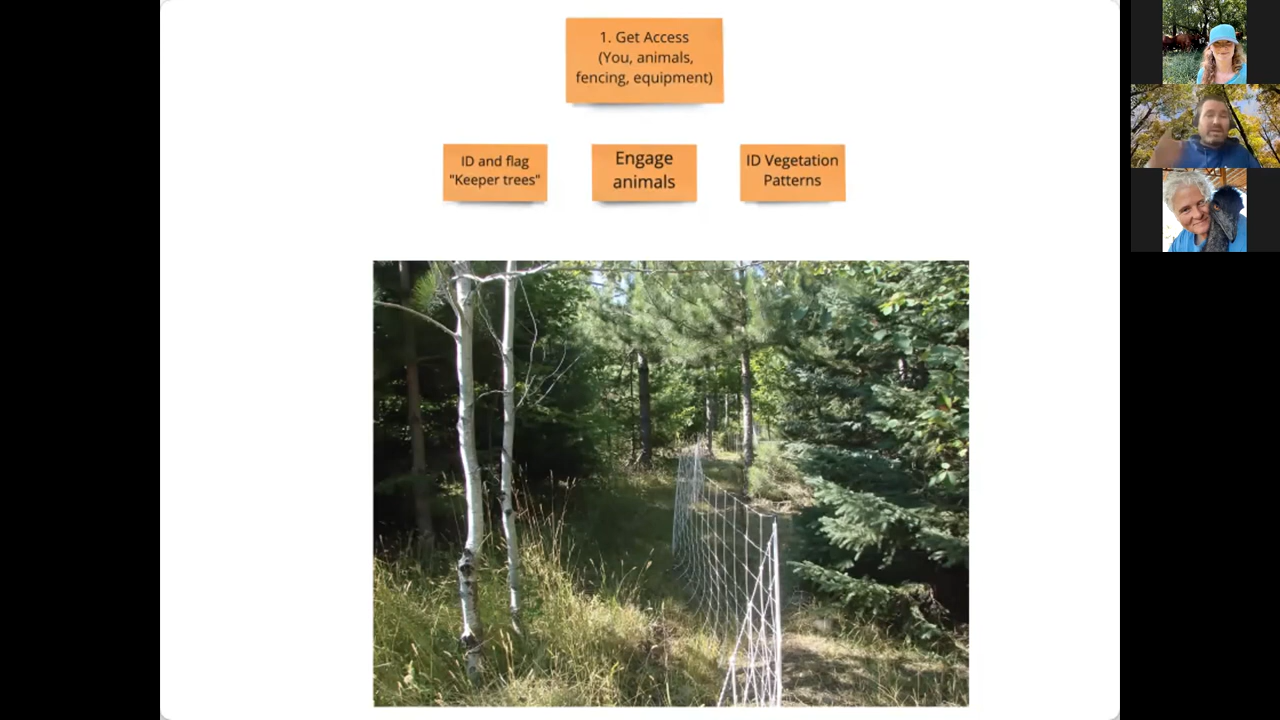 1. Get Access
(You, animals,
fencing, equipment)
ID and flag
"Keeper trees"
Engage
animals
ID Vegetation
Patterns